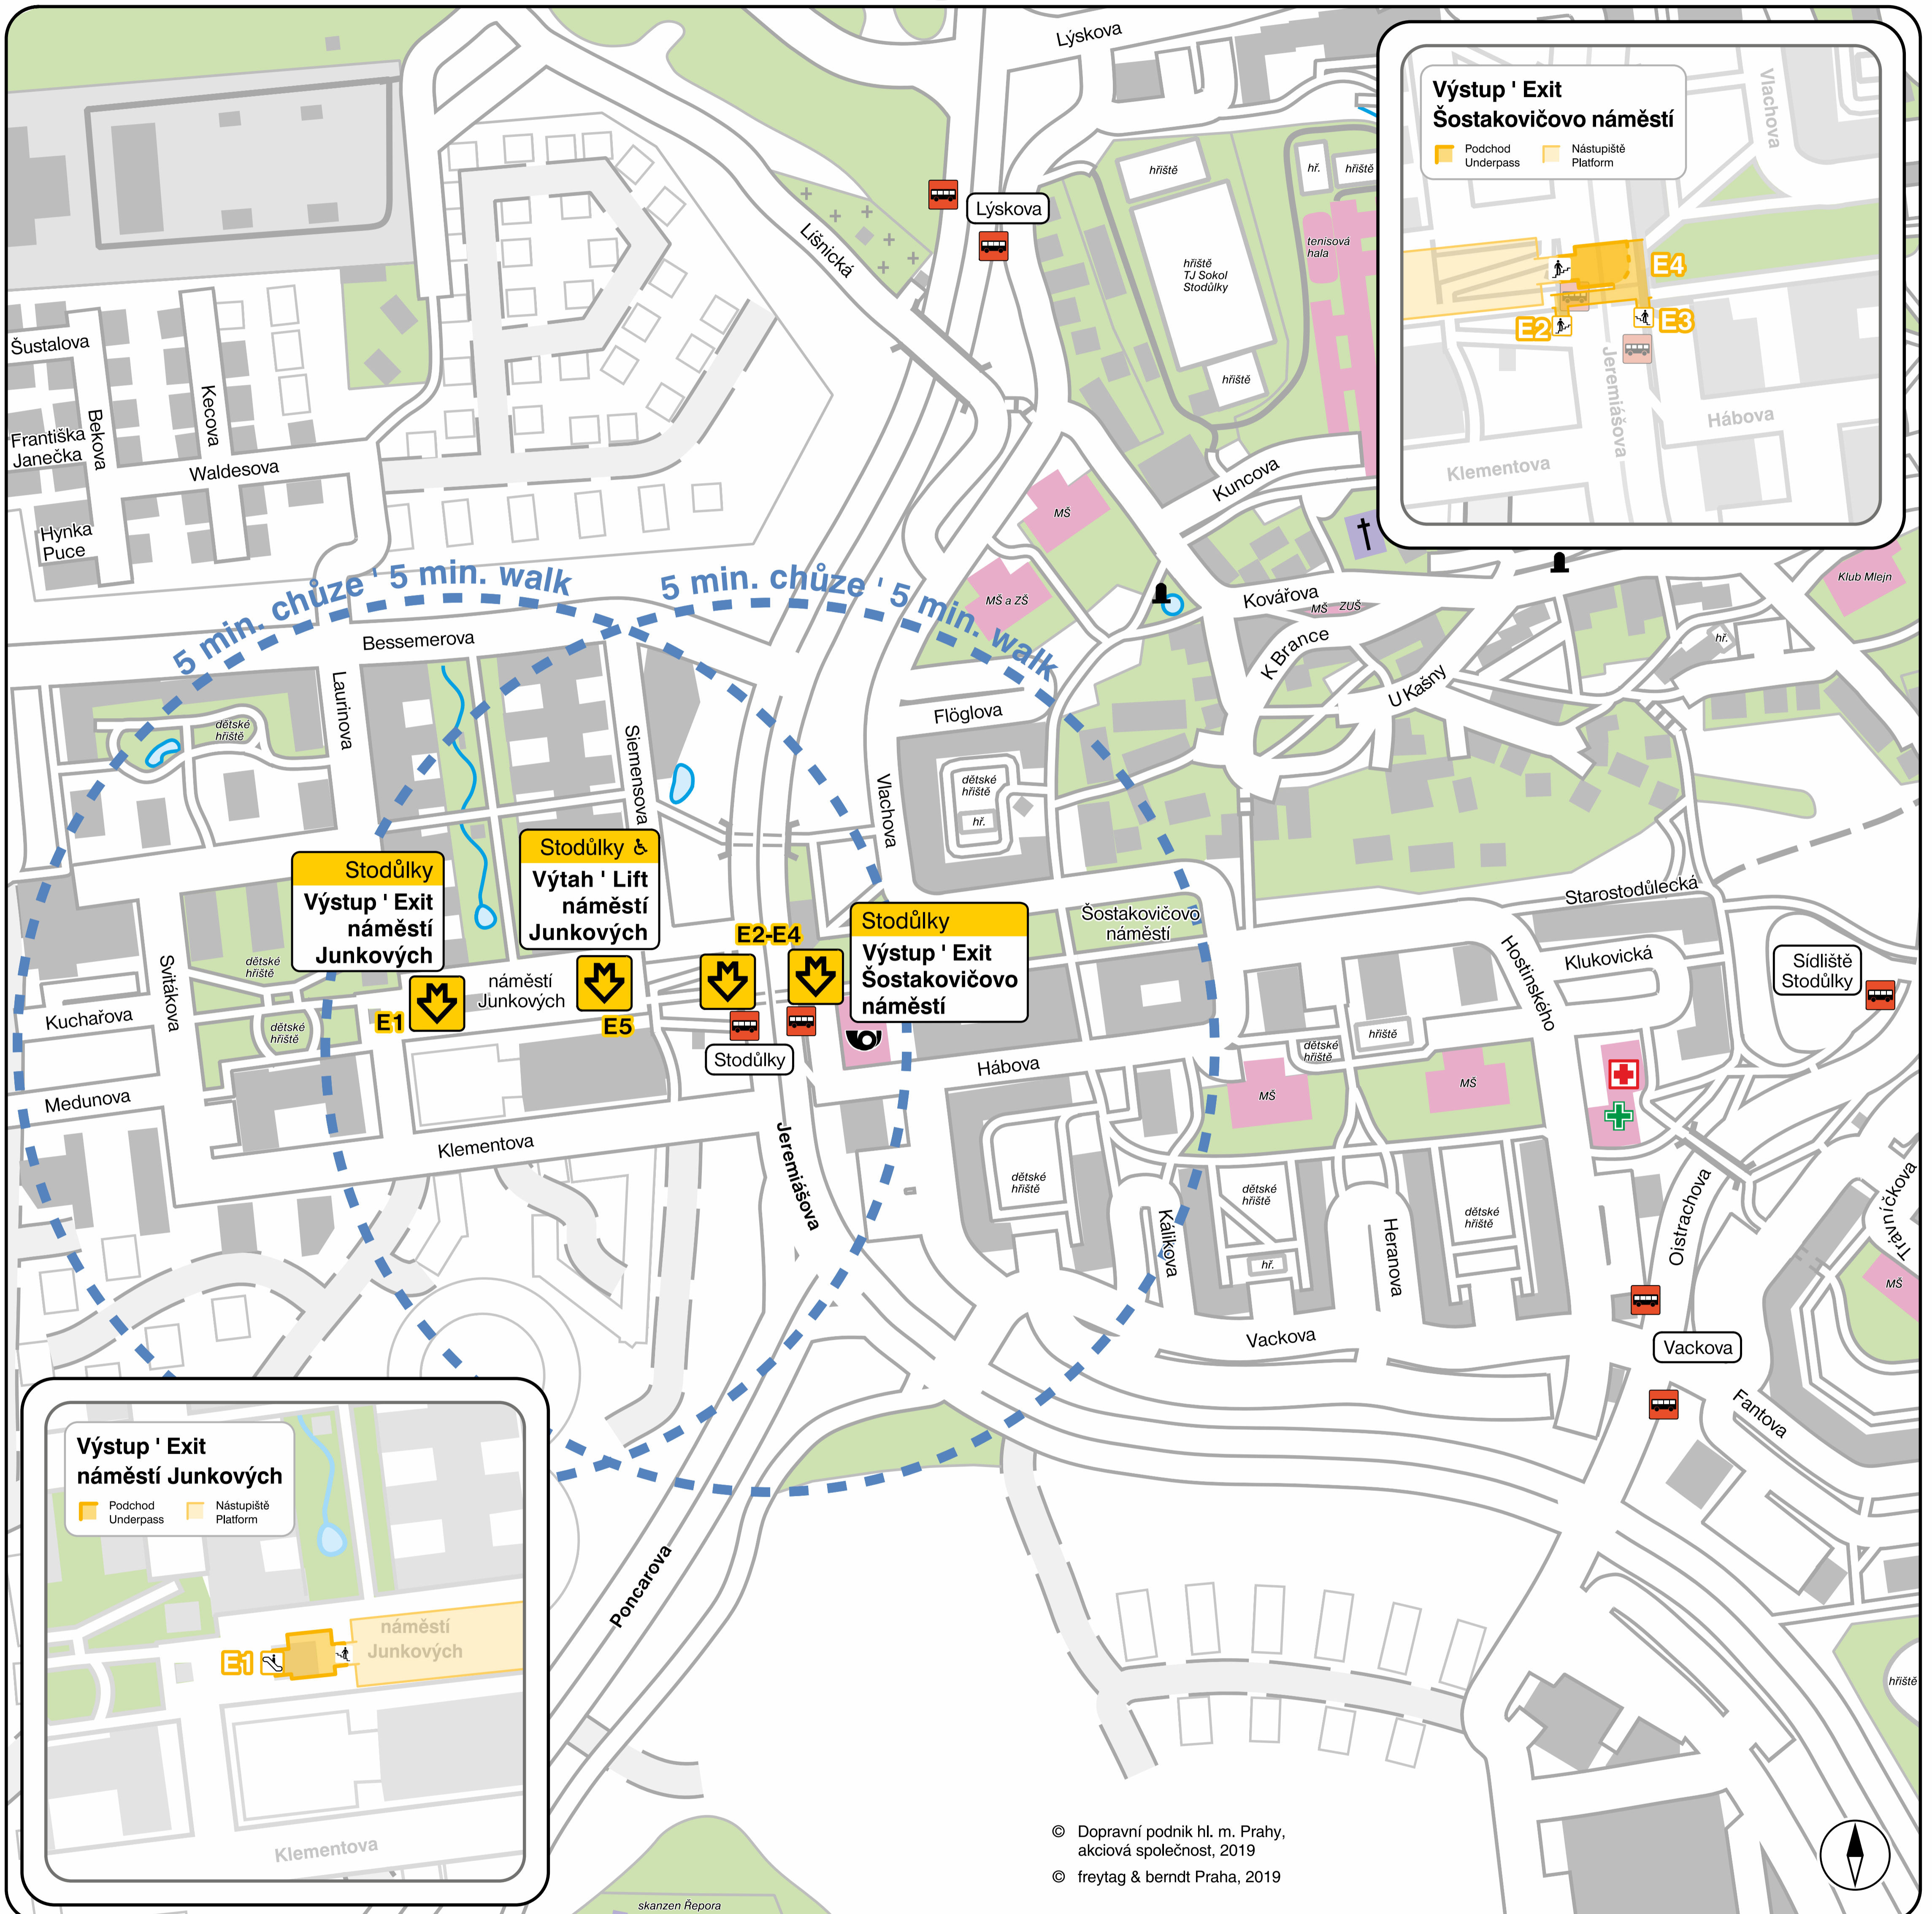 Lýskova
Výstup ' Exit
Šostakovičovo náměstí
Podchod
Underpass
Nástupiště
Platform
Vlachova
E4
E2
E3
Jeremiášova
Hábova
Klementova
Lýskova
Líšnická
hřiště
hř.
hřiště
tenisová
hala
hřiště
TJ Sokol
Stodůlky
hřiště
Šustalova
Bekova
Kecova
Františka
Janečka
Waldesova
Hynka
Puce
Kuncova
MŠ
MŠ a ZŠ
Kovářova
MŠ
ZUŠ
K Brance
U Kašny
hř.
Klub Mlejn
5 min. chůze ' 5 min. walk
5 min. chůze ' 5 min. walk
Bessemerova
Laurinova
Siemensova
dětské
hřiště
Flöglova
Vlachova
dětské
hřiště
hř.
Stodůlky
Výstup ' Exit
náměstí
Junkových
Stodůlky
Výtah ' Lift
náměstí
Junkových
E2-E4
Stodůlky
Výstup ' Exit
Šostakovičovo
náměstí
Šostakovičovo
náměstí
Starostodůlecká
Hostinského
Klukovická
Sídliště
Stodůlky
Svitákova
dětské
hřiště
dětské
hřiště
náměstí
Junkových
E1
E5
Kuchařova
Medunova
Stodůlky
Hábova
dětské
hřiště
hřiště
MŠ
MŠ
Klementova
Jeremiášova
dětské
hřiště
Kálikova
dětské
hřiště
hř.
Heranova
dětské
hřiště
Oistrachova
Trávníčkova
MŠ
Vackova
Vackova
Fantova
Výstup ' Exit
náměstí Junkových
Podchod
Underpass
Nástupiště
Platform
náměstí
Junkových
E1
Klementova
Poncarova
hřiště
skanzen Řepora
© Dopravní podnik hl. m. Prahy,
akciová společnost, 2019
© freytag & berndt Praha, 2019